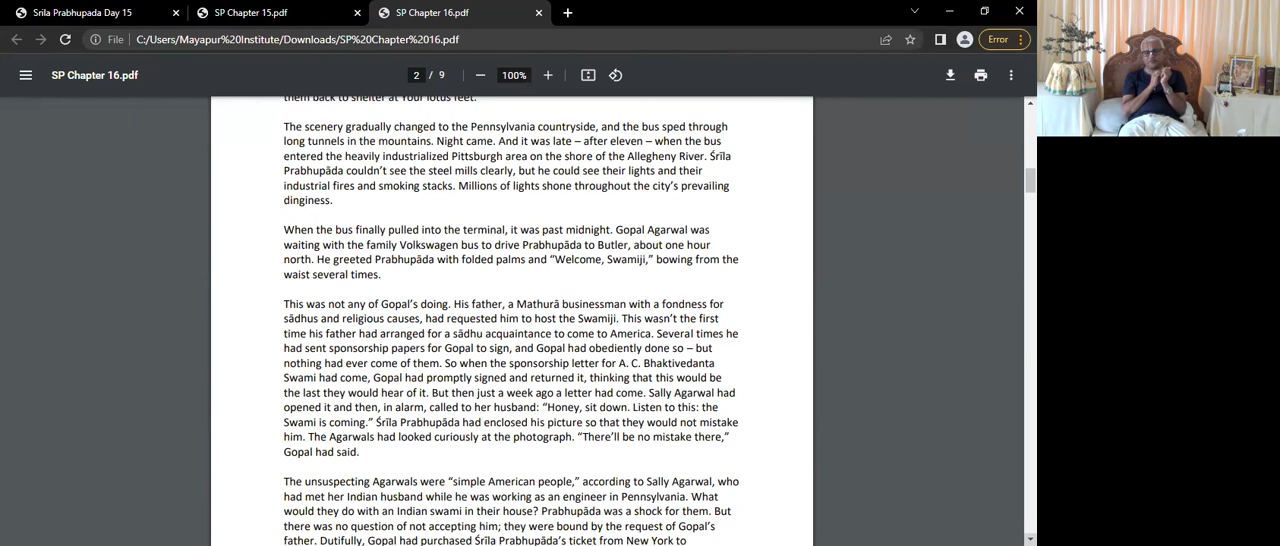 Srila Prabhupada Day 15
SP Chapter 15.pdf
SP Chapter 16.pdf
File
C:/Users/Mayapur%20Institute/Downloads/SP%20Chapter%2016.pdf
Error
SP Chapter 16.pdf
2 / 9
100%
them back to shelter at Your lotus feet.
The scenery gradually changed to the Pennsylvania countryside, and the bus sped through
long tunnels in the mountains. Night came. And it was late – after eleven – when the bus
entered the heavily industrialized Pittsburgh area on the shore of the Allegheny River. Śrīla
Prabhupāda couldn’t see the steel mills clearly, but he could see their lights and their
industrial fires and smoking stacks. Millions of lights shone throughout the city’s prevailing
dinginess.
When the bus finally pulled into the terminal, it was past midnight. Gopal Agarwal was
waiting with the family Volkswagen bus to drive Prabhupāda to Butler, about one hour
north. He greeted Prabhupāda with folded palms and “Welcome, Swamiji,” bowing from the
waist several times.
This was not any of Gopal’s doing. His father, a Mathurā businessman with a fondness for
sādhus and religious causes, had requested him to host the Swamiji. This wasn’t the first
time his father had arranged for a sādhu acquaintance to come to America. Several times he
had sent sponsorship papers for Gopal to sign, and Gopal had obediently done so – but
nothing had ever come of them. So when the sponsorship letter for A. C. Bhaktivedanta
Swami had come, Gopal had promptly signed and returned it, thinking that this would be
the last they would hear of it. But then just a week ago a letter had come. Sally Agarwal had
opened it and then, in alarm, called to her husband: “Honey, sit down. Listen to this: the
Swami is coming.” Śrīla Prabhupāda had enclosed his picture so that they would not mistake
him. The Agarwals had looked curiously at the photograph. “There’ll be no mistake there,”
Gopal had said.
The unsuspecting Agarwals were “simple American people,” according to Sally Agarwal, who
had met her Indian husband while he was working as an engineer in Pennsylvania. What
would they do with an Indian swami in their house? Prabhupāda was a shock for them. But
there was no question of not accepting him; they were bound by the request of Gopal’s
father. Dutifully, Gopal had purchased Śrīla Prabhupāda’s ticket from New York to